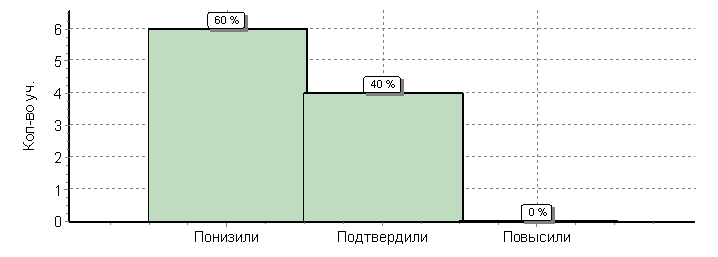 Кол-во уч.
6
5
4
3
2
1
0
60 %
40 %
0 %
Понизили
Подтвердили
Повысили